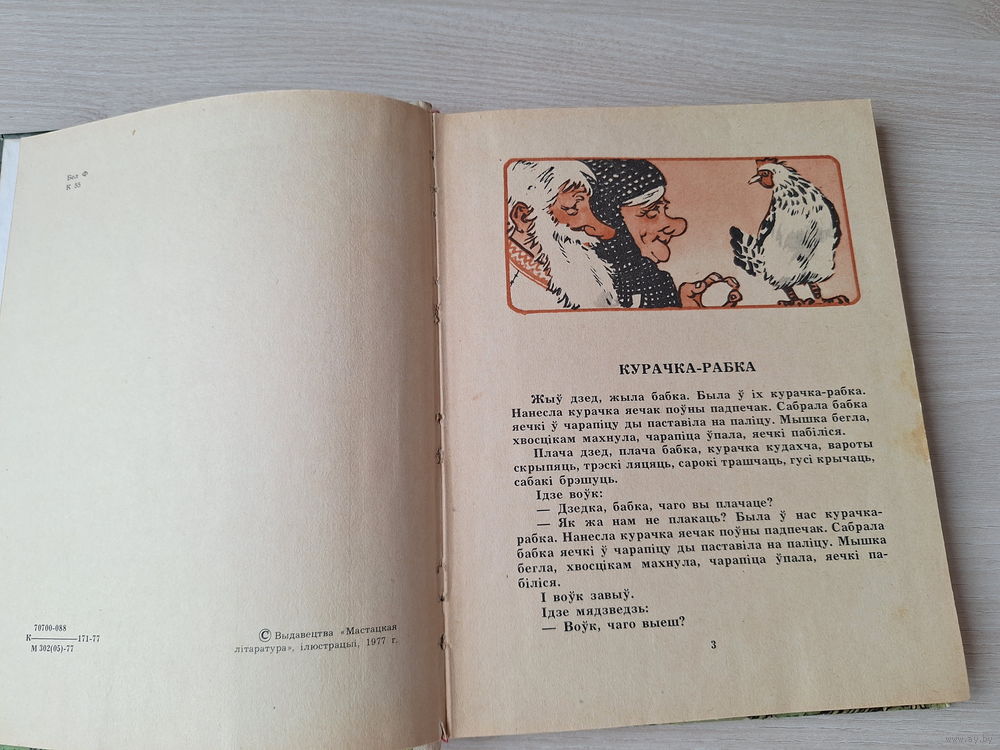 Бел Ф
К 55
70700-088
К———171-77
М 302(05)-77
© Выдавецтва «Мастацкая
літаратура», ілюстрацыі, 1977 г.
КУРАЧКА-РАБКА
Жыў дзед, жыла бабка. Была ў іх курачка-рабка.
Нанесла курачка яечак поўны падпечак. Сабрала бабка
яечкі ў чарапіцу ды паставіла на паліцу. Мышка бегла,
хвосцікам махнула, чарапіца ўпала, яечкі пабіліся.
Плача дзед, плача бабка, курачка кудахча, вароты
скрыпяць, трэскі ляцяць, сарокі трашчаць, гусі крычаць,
сабакі брэшуць.
Ідзе воўк:
— Дзедка, бабка, чаго вы плачаце?
— Як жа нам не плакаць? Была ў нас курачка-
рабка. Нанесла курачка яечак поўны падпечак. Сабрала
бабка яечкі ў чарапіцу ды паставіла на паліцу. Мышка
бегла, хвосцікам махнула, чарапіца ўпала, яечкі па-
біліся.
І воўк завыў.
Ідзе мядзведзь:
— Воўк, чаго выеш?
3
www.ay.by